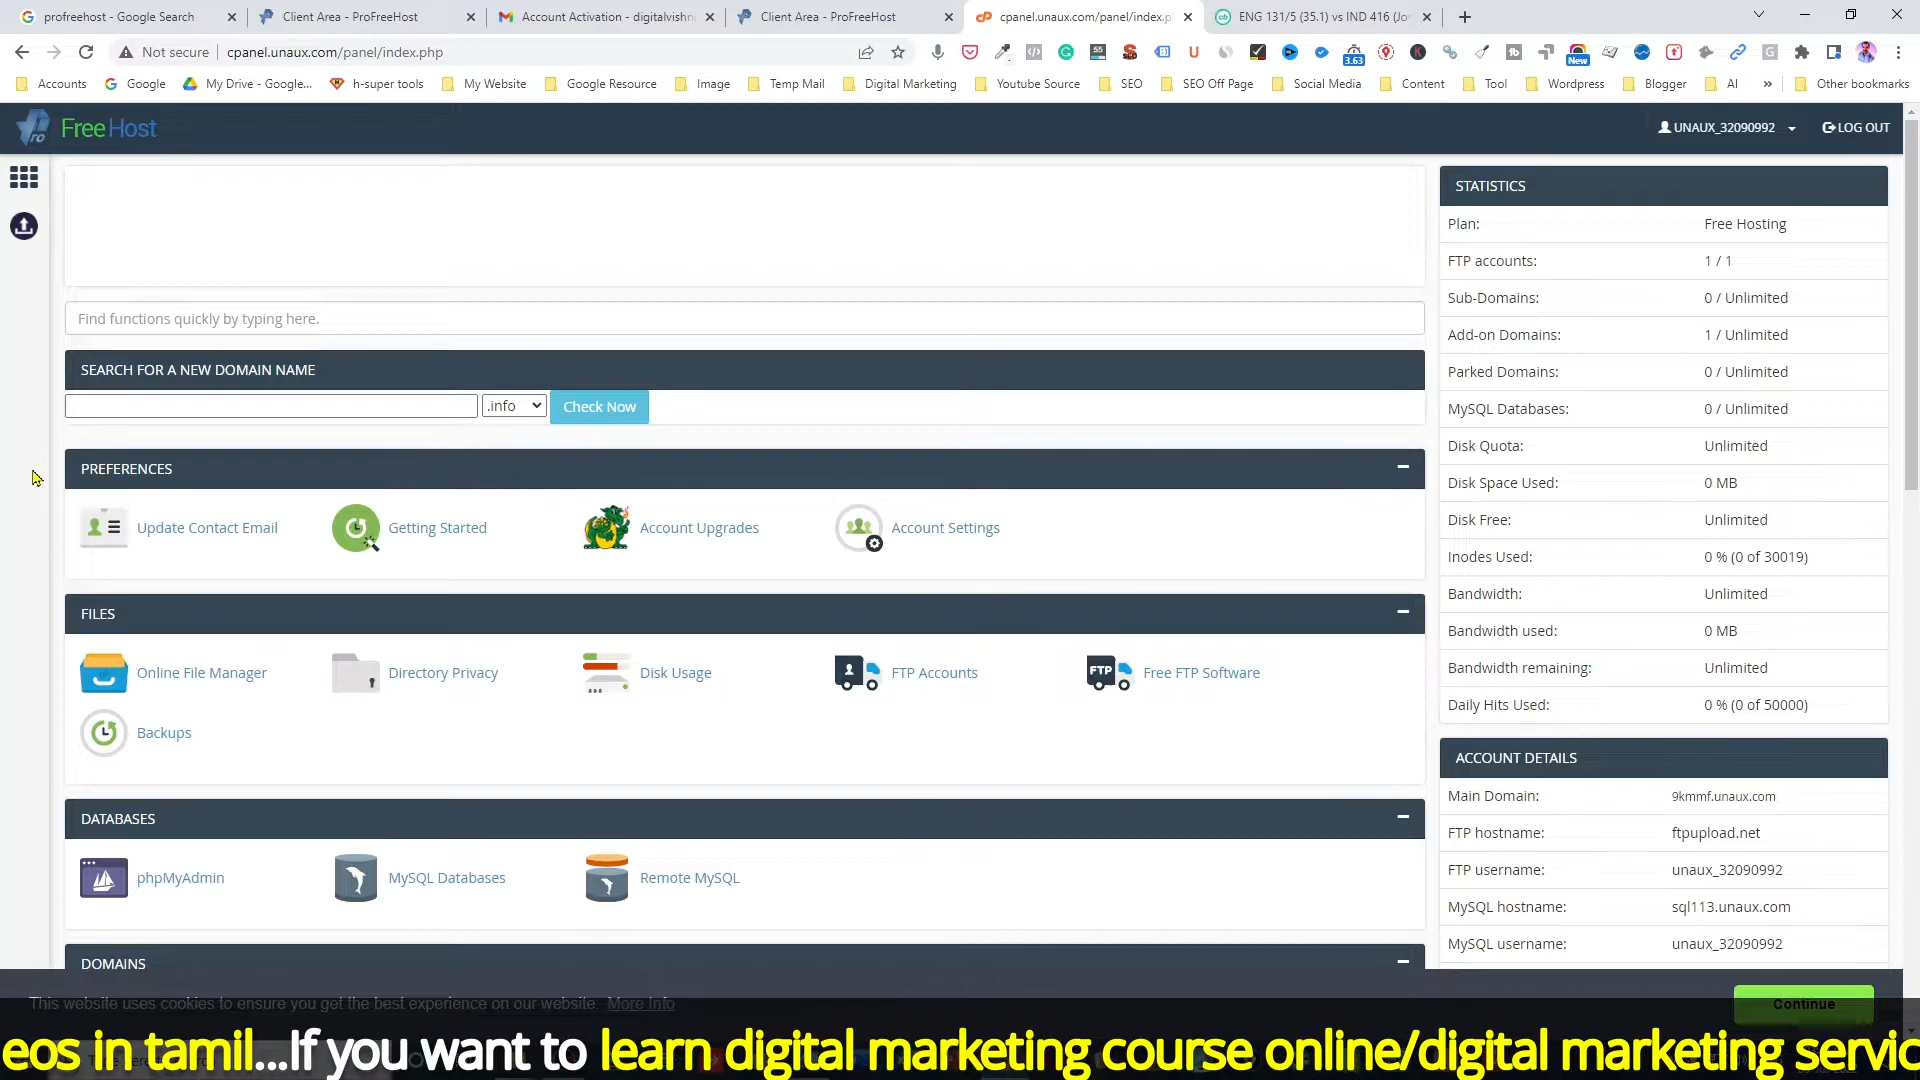 profreehost - Google Search
Client Area - ProFreeHost
Account Activation - digitalvishnu
Client Area - ProFreeHost
cpanel.unaux.com/panel/index.p
ENG 131/5 (35.1) vs IND 416 (Jon
Not secure
cpanel.unaux.com/panel/index.php
3.63
New
Accounts
Google
My Drive - Google...
h-super tools
My Website
Google Resource
Image
Temp Mail
Digital Marketing
Youtube Source
SEO
SEO Off Page
Social Media
Content
Tool
Wordpress
Blogger
AI
»
Other bookmarks
Pro FreeHost
UNAUX_32090992
LOG OUT
Find functions quickly by typing here.
SEARCH FOR A NEW DOMAIN NAME
.info
Check Now
PREFERENCES
Update Contact Email
Getting Started
Account Upgrades
Account Settings
FILES
Online File Manager
Directory Privacy
Disk Usage
FTP Accounts
FTP
Free FTP Software
Backups
DATABASES
phpMyAdmin
MySQL Databases
Remote MySQL
DOMAINS
STATISTICS
Plan: Free Hosting
FTP accounts: 1 / 1
Sub-Domains: 0 / Unlimited
Add-on Domains: 1 / Unlimited
Parked Domains: 0 / Unlimited
MySQL Databases: 0 / Unlimited
Disk Quota: Unlimited
Disk Space Used: 0 MB
Disk Free: Unlimited
Inodes Used: 0 % (0 of 30019)
Bandwidth: Unlimited
Bandwidth used: 0 MB
Bandwidth remaining: Unlimited
Daily Hits Used: 0 % (0 of 50000)
ACCOUNT DETAILS
Main Domain: 9kmmf.unaux.com
FTP hostname: ftpupload.net
FTP username: unaux_32090992
MySQL hostname: sql113.unaux.com
MySQL username: unaux_32090992
This website uses cookies to ensure you get the best experience on our website. More Info
Continue
eos in tamil...If you want to learn digital marketing course online/digital marketing servic